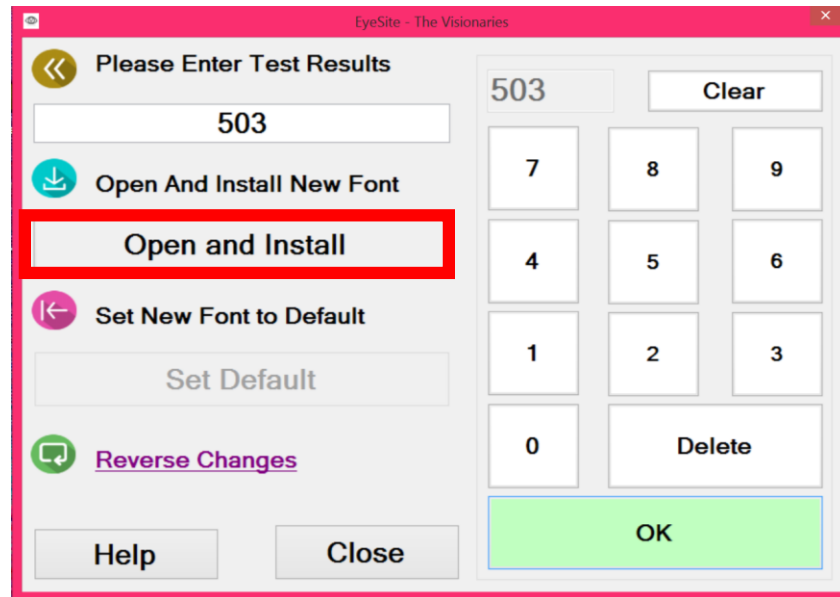 EyeSite - The Visionaries
Please Enter Test Results
503
Open And Install New Font
Open and Install
Set New Font to Default
Set Default
Reverse Changes
Help Close
503 Clear
7 8 9
4 5 6
1 2 3
0 Delete
OK